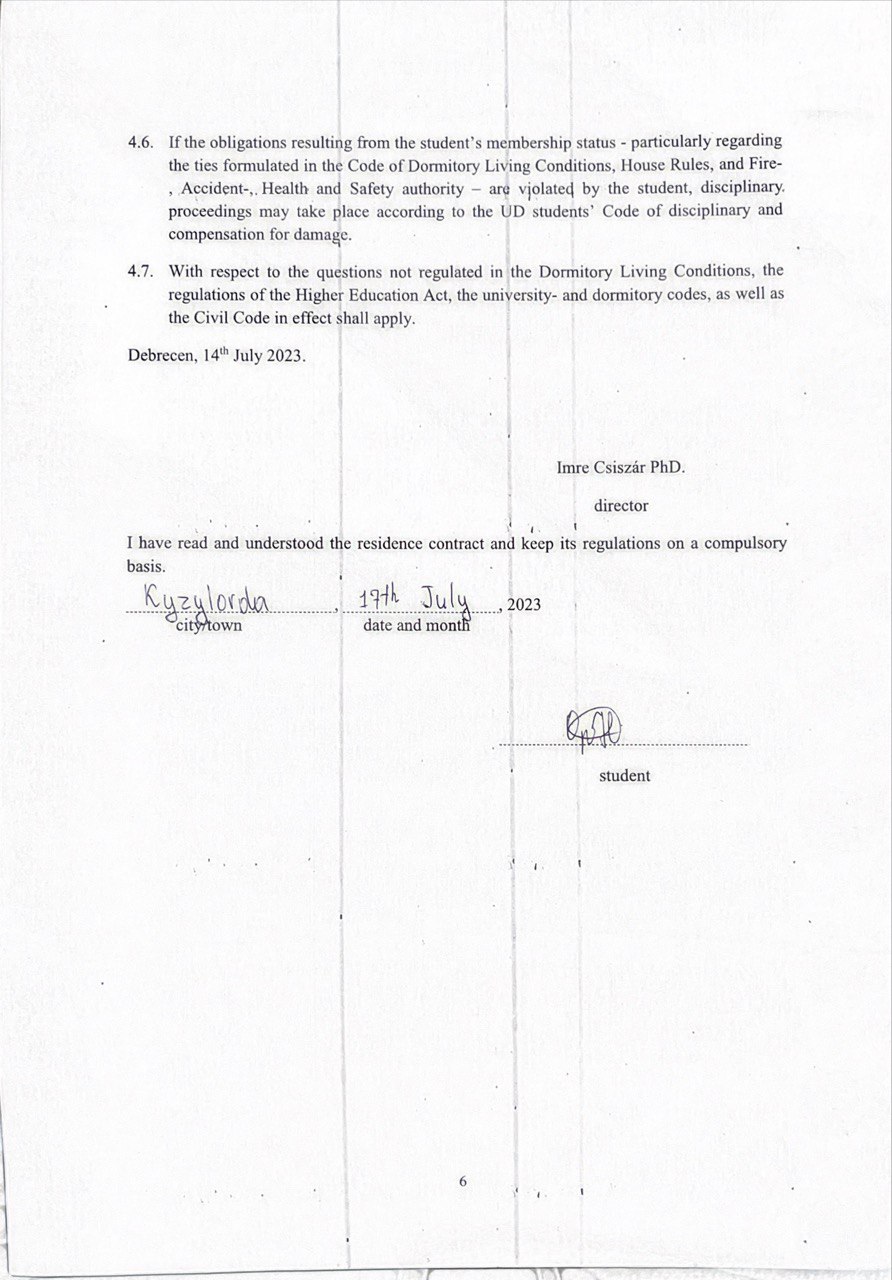 4.6. If the obligations resulting from the student's membership status - particularly regarding
the ties formulated in the Code of Dormitory Living Conditions, House Rules, and Fire-
, Accident-,. Health and Safety authority – are violated by the student, disciplinary.
proceedings may take place according to the UD students' Code of disciplinary and
compensation for damage.
4.7. With respect to the questions not regulated in the Dormitory Living Conditions, the
regulations of the Higher Education Act, the university- and dormitory codes, as well as
the Civil Code in effect shall apply.
Debrecen, 14th July 2023.
Imre Csiszár PhD.
director
I have read and understood the residence contract and keep its regulations on a compulsory
basis.
Kyzylorda, 17th July, 2023
city/town date and month
student
6